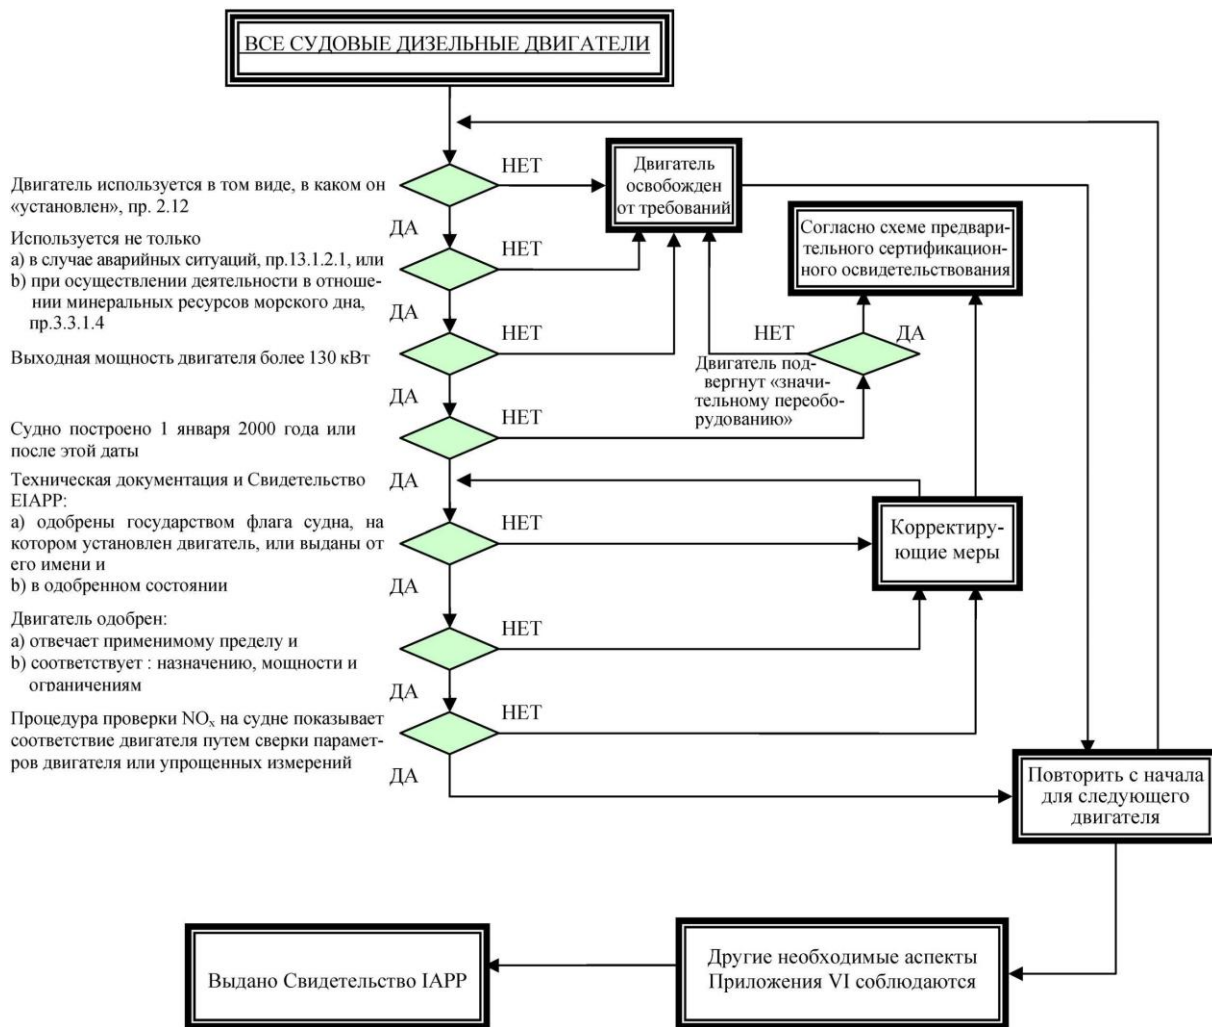 ВСЕ СУДОВЫЕ ДИЗЕЛЬНЫЕ ДВИГАТЕЛИ
Двигатель используется в том виде, в каком он
«установлен», пр. 2.12
НЕТ
Двигатель
освобожден
от требований
ДА
Используется не только
a) в случае аварийных ситуаций, пр.13.1.2.1, или
b) при осуществлении деятельности в отноше-
нии минеральных ресурсов морского дна,
пр.3.3.1.4
НЕТ
Согласно схеме предвари-
тельного сертификацион-
ного освидетельствования
ДА
Выходная мощность двигателя более 130 кВт
НЕТ
НЕТ
ДА
Двигатель под-
вергнут «значи-
тельному переобо-
рудованию»
ДА
Судно построено 1 января 2000 года или
после этой даты
НЕТ
ДА
Техническая документация и Свидетельство
EIAPP:
a) одобрены государством флага судна, на
котором установлен двигатель, или выданы от
его имени и
b) в одобренном состоянии
НЕТ
Корректиру-
ющие меры
ДА
Двигатель одобрен:
a) отвечает применимому пределу и
b) соответствует : назначению, мощности и
ограничениям
НЕТ
ДА
Процедура проверки NOx на судне показывает
соответствие двигателя путем сверки парамет-
ров двигателя или упрощенных измерений
НЕТ
ДА
Повторить с начала
для следующего
двигателя
Выдано Свидетельство IAPP
Другие необходимые аспекты
Приложения VI соблюдаются